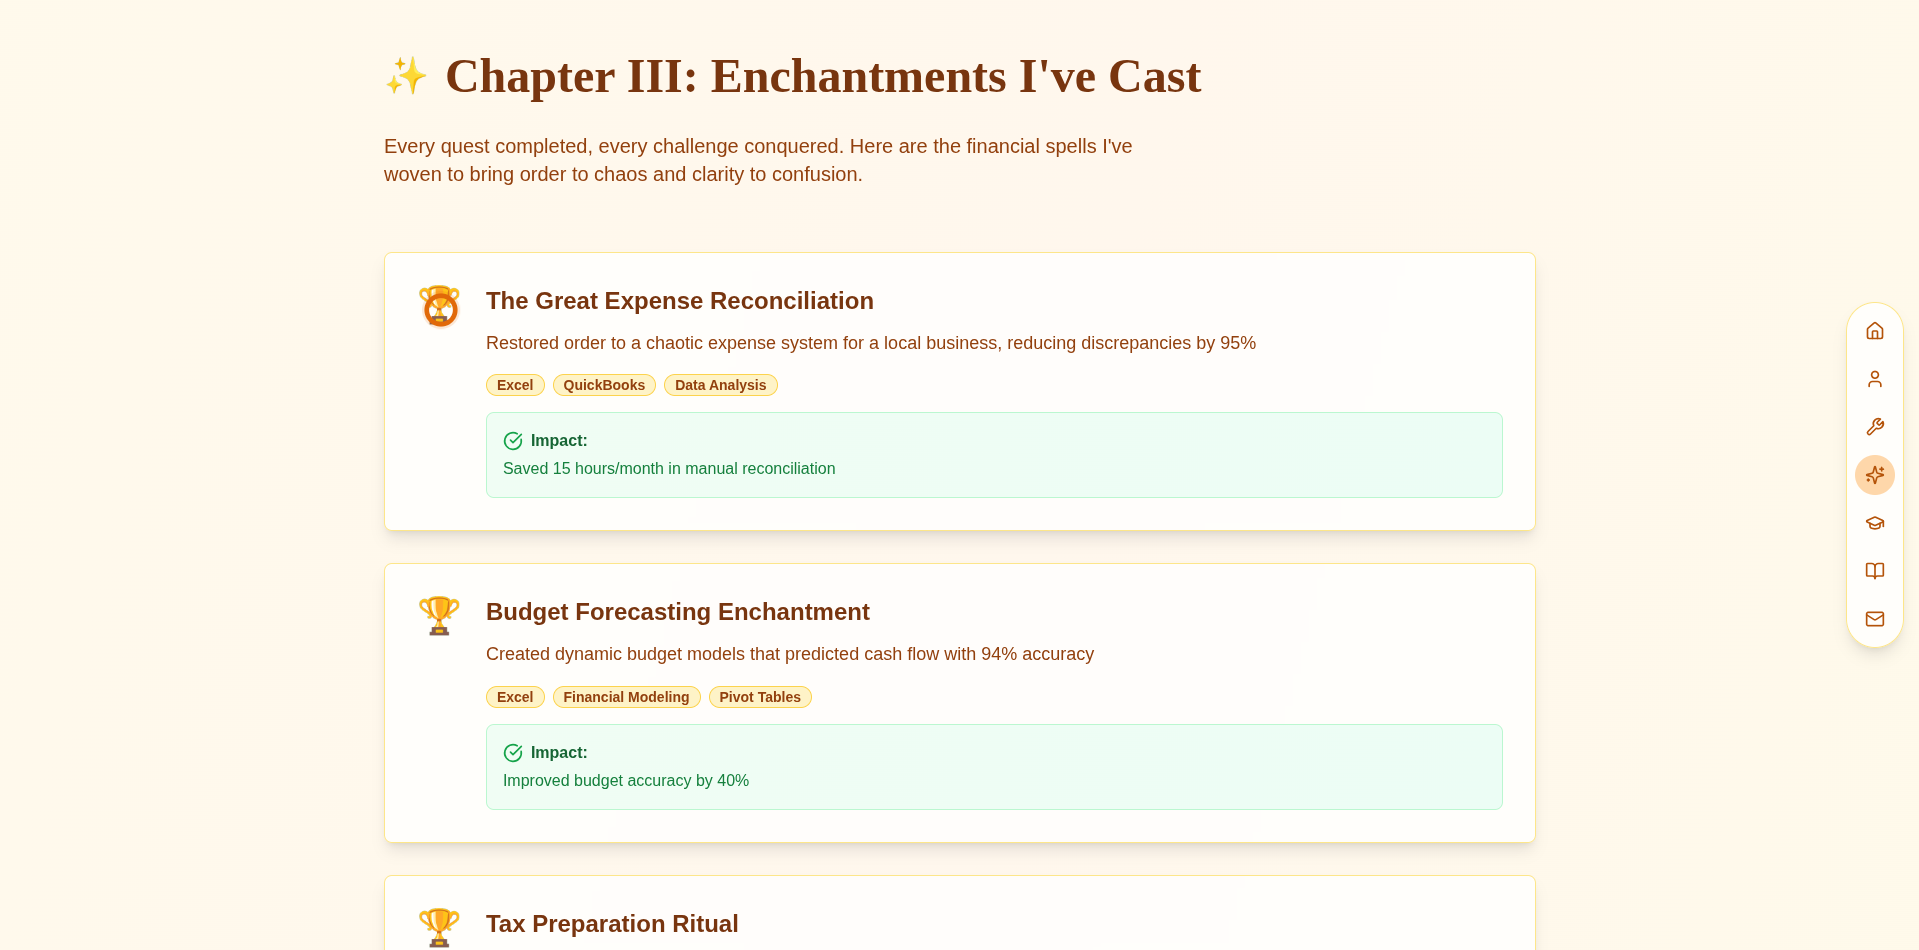 ✨ Chapter III: Enchantments I've Cast
Every quest completed, every challenge conquered. Here are the financial spells I've
woven to bring order to chaos and clarity to confusion.
The Great Expense Reconciliation
Restored order to a chaotic expense system for a local business, reducing discrepancies by 95%
Excel QuickBooks Data Analysis
Impact:
Saved 15 hours/month in manual reconciliation
Budget Forecasting Enchantment
Created dynamic budget models that predicted cash flow with 94% accuracy
Excel Financial Modeling Pivot Tables
Impact:
Improved budget accuracy by 40%
Tax Preparation Ritual